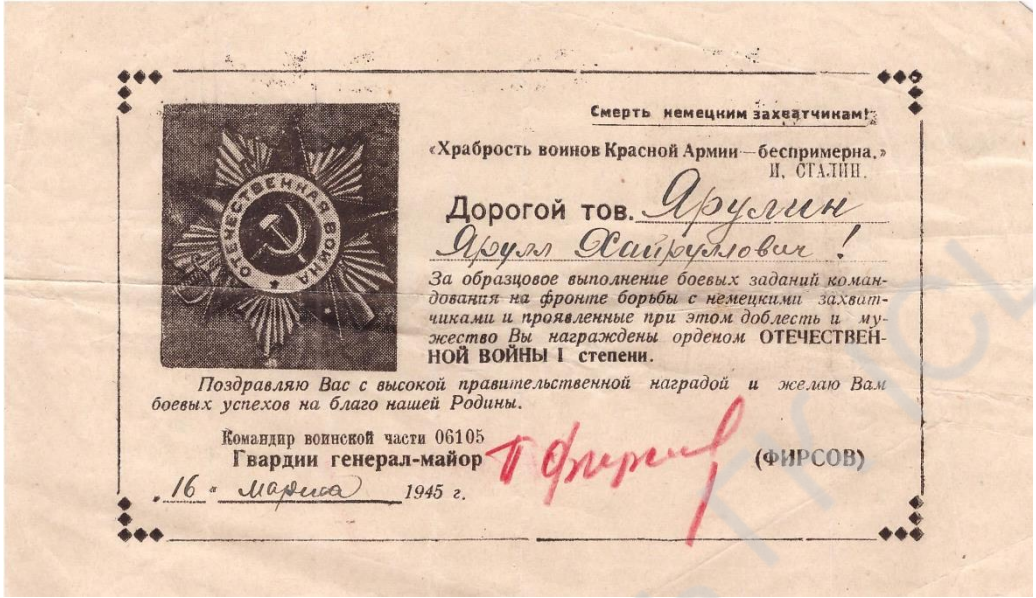 Смерть немецким захватчикам!
«Храбрость воинов Красной Армии—беспримерна.»
И. СТАЛИН.
ОТЕЧЕСТВЕННАЯ ВОЙНА
Дорогой тов. Ярулин
Ярулл Хайруллович!
За образцовое выполнение боевых заданий коман-
дования на фронте борьбы с немецкими захват-
чиками и проявленные при этом доблесть и му-
жество Вы награждены орденом ОТЕЧЕСТВЕН-
НОЙ ВОЙНЫ I степени.
Поздравляю Вас с высокой правительственной наградой и желаю Вам
боевых успехов на благо нашей Родины.
Командир воинской части 06105
Гвардии генерал-майор П Фирсов (ФИРСОВ)
„16" марта 1945 г.